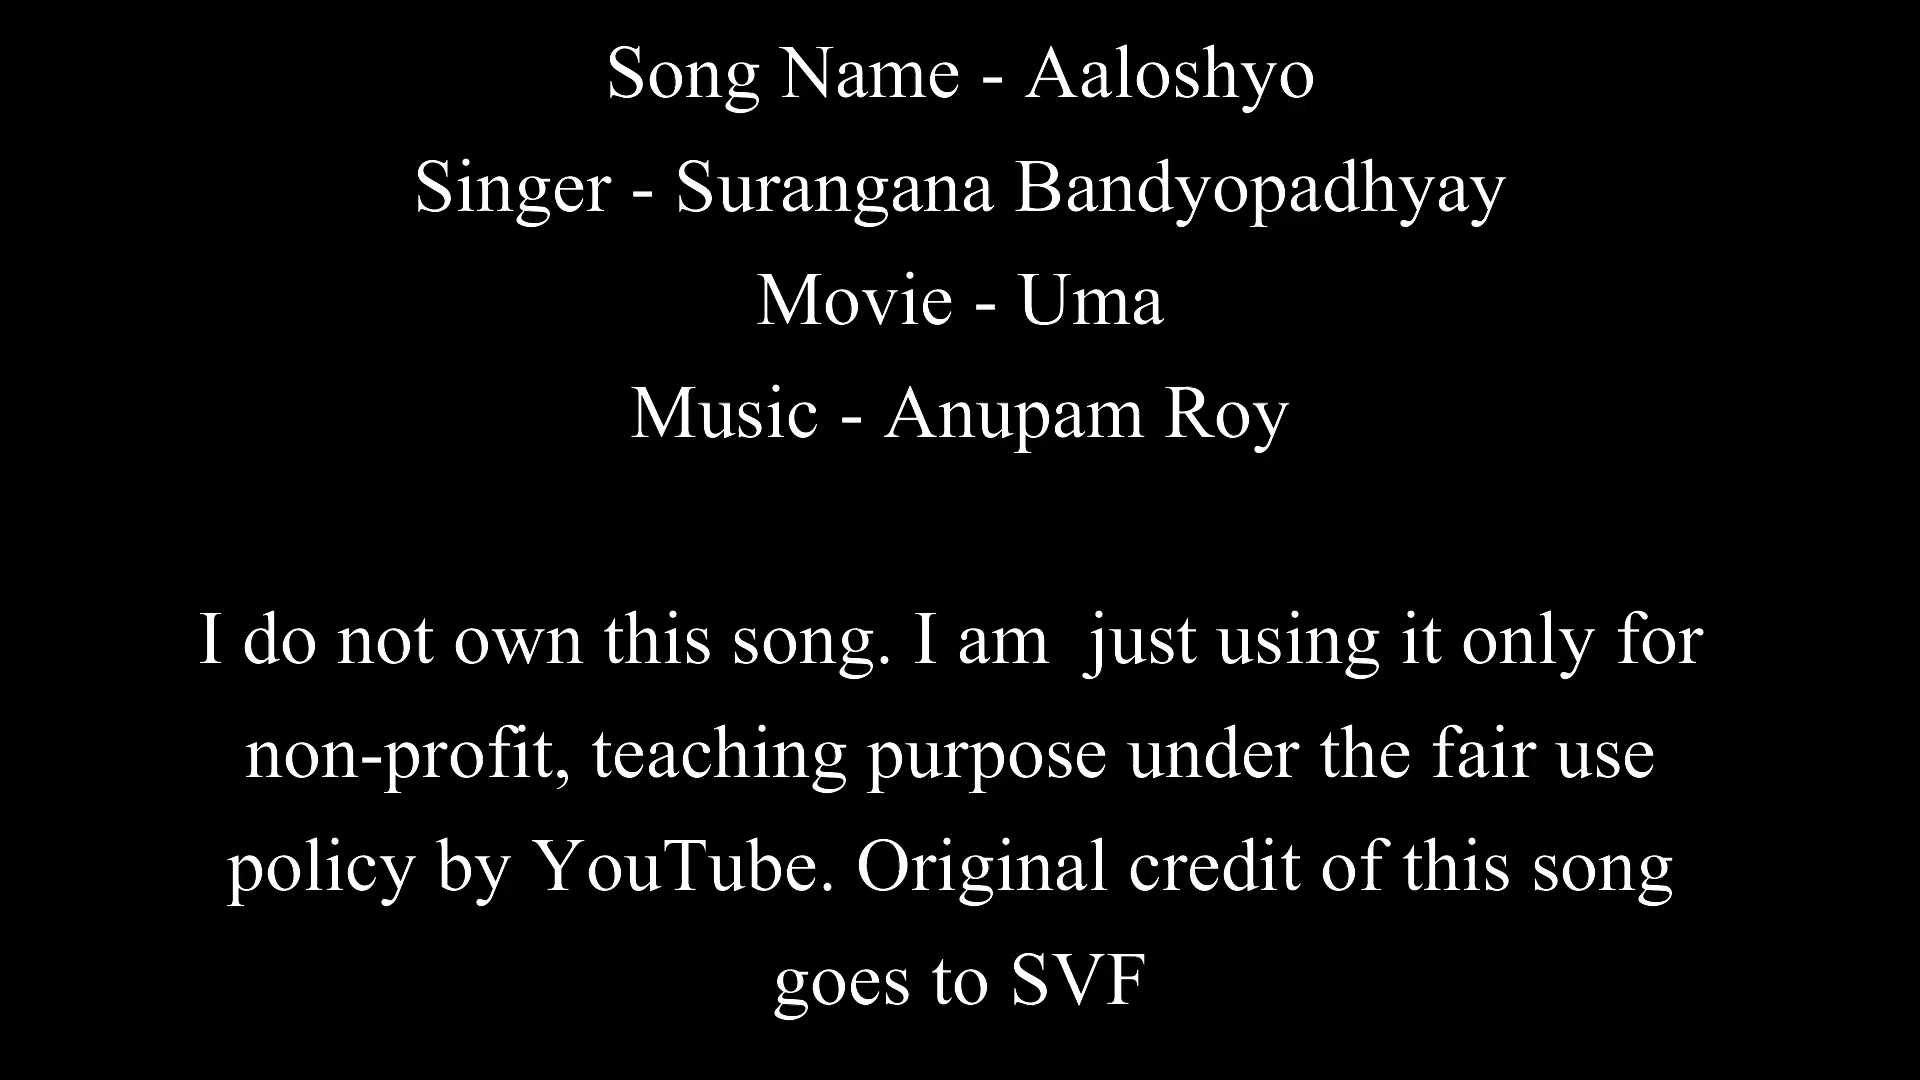 Song Name - Aaloshyo
Singer - Surangana Bandyopadhyay
Movie - Uma
Music - Anupam Roy
I do not own this song. I am  just using it only for
non-profit, teaching purpose under the fair use
policy by YouTube. Original credit of this song
goes to SVF